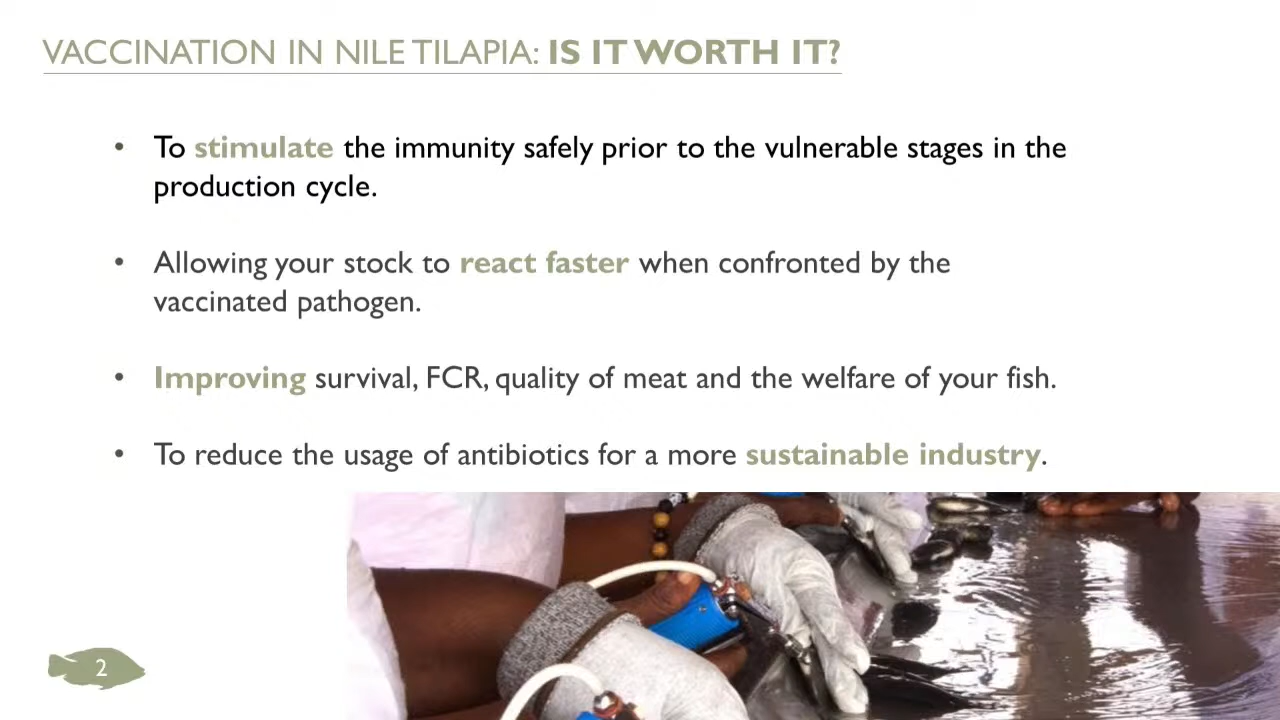 VACCINATION IN NILE TILAPIA: IS IT WORTH IT?
• To stimulate the immunity safely prior to the vulnerable stages in the
production cycle.
• Allowing your stock to react faster when confronted by the
vaccinated pathogen.
• Improving survival, FCR, quality of meat and the welfare of your fish.
• To reduce the usage of antibiotics for a more sustainable industry.
2